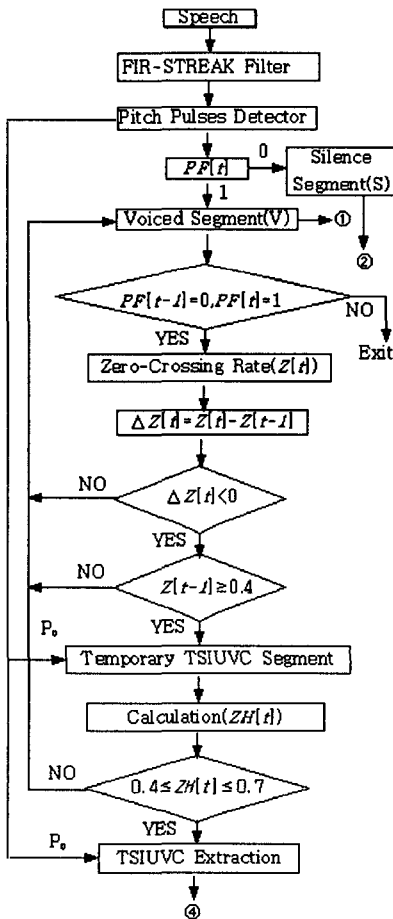 Speech
FIR-STREAK Filter
Pitch Pulses Detector
PF[t]
0
Silence
Segment(S)
1
Voiced Segment(V)
①
②
PF[t-1]=0,PF[t]=1
NO
YES
Exit
Zero-Crossing Rate(Z[t])
ΔZ[t]=Z[t]-Z[t-1]
NO
ΔZ[t]<0
YES
NO
Z[t-1]≥0.4
YES
P₀
Temporary TSIUVC Segment
Calculation(ZH[t])
NO
0.4≤ZH[t]≤0.7
YES
P₀
TSIUVC Extraction
④